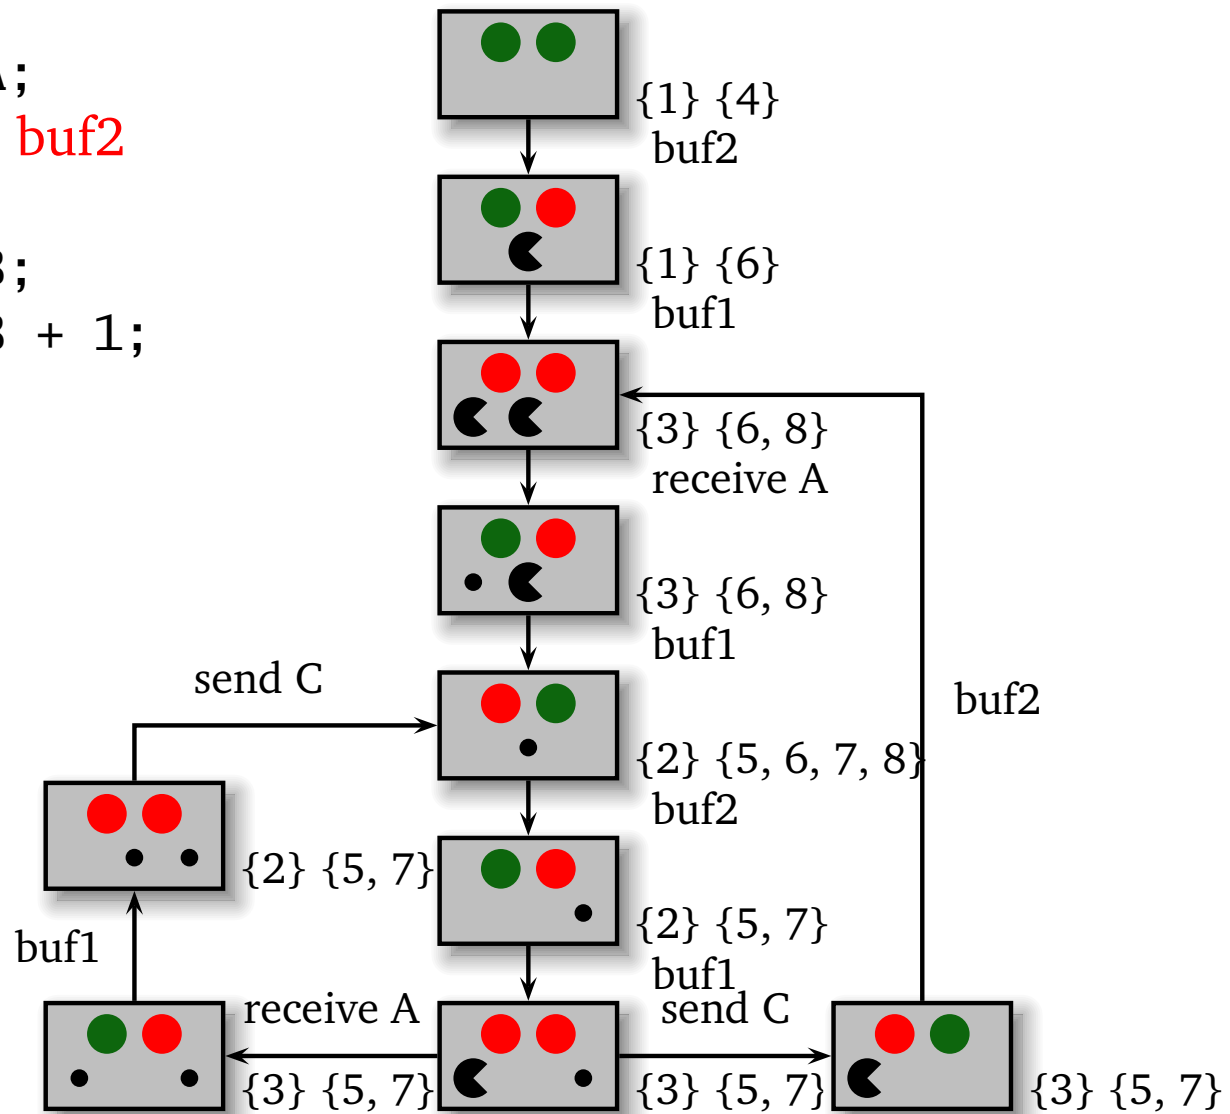 A;
buf2
B;
B + 1;
{1} {4}
buf2
{1} {6}
buf1
{3} {6, 8}
receive A
{3} {6, 8}
buf1
send C
buf2
{2} {5, 6, 7, 8}
buf2
{2} {5, 7}
{2} {5, 7}
buf1
buf1
receive A
send C
{3} {5, 7}
{3} {5, 7}
{3} {5, 7}